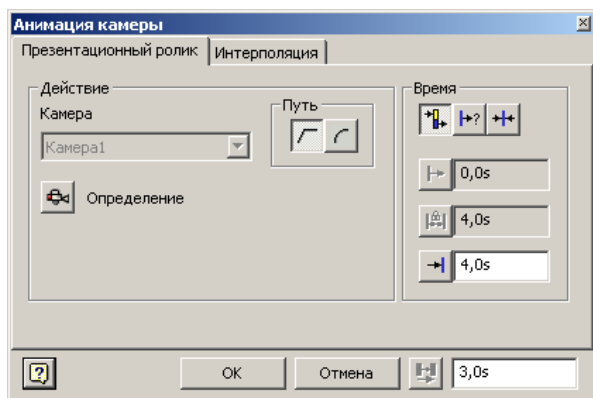 Анимация камеры
Презентационный ролик
Интерполяция
Действие
Камера
Камера1
Путь
Определение
Время
0,0s
4,0s
4,0s
OK
Отмена
3,0s